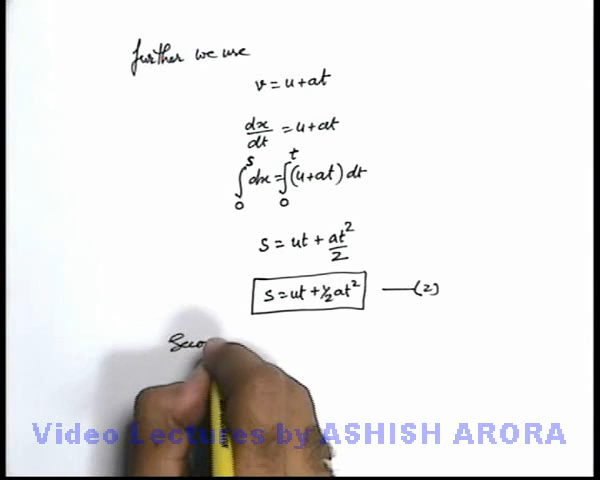 further we use
v = u + at
dx/dt = u + at
∫₀ˢ dx = ∫₀ᵗ (u + at) dt
s = ut + at²/2
s = ut + ½at² —(2)
Video Lectures by ASHISH ARORA